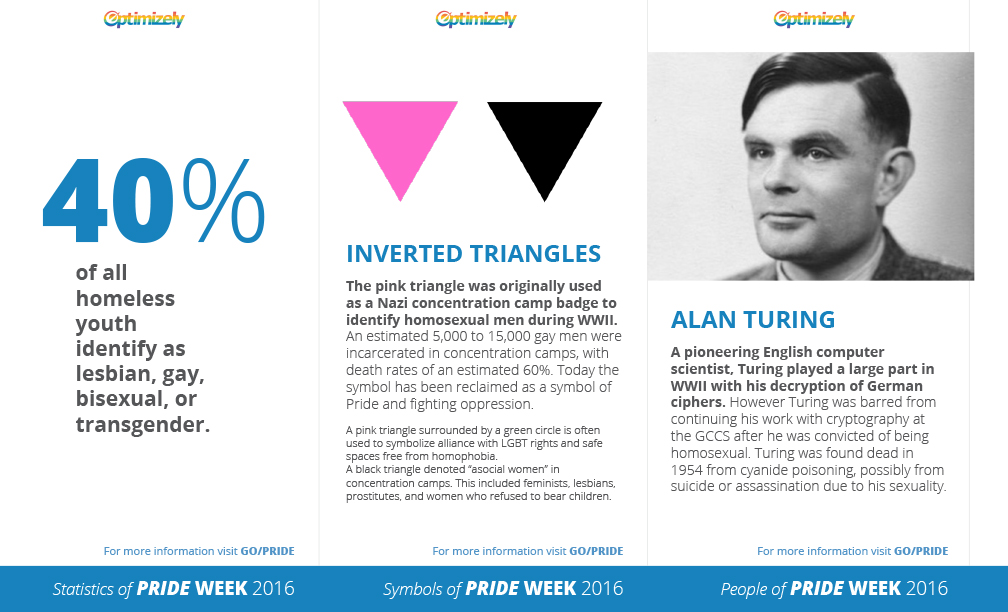 Optimizely
40%
of all
homeless
youth
identify as
lesbian, gay,
bisexual, or
transgender.
For more information visit GO/PRIDE
Statistics of PRIDE WEEK 2016
Optimizely
INVERTED TRIANGLES
The pink triangle was originally used
as a Nazi concentration camp badge to
identify homosexual men during WWII.
An estimated 5,000 to 15,000 gay men were
incarcerated in concentration camps, with
death rates of an estimated 60%. Today the
symbol has been reclaimed as a symbol of
Pride and fighting oppression.
A pink triangle surrounded by a green circle is often
used to symbolize alliance with LGBT rights and safe
spaces free from homophobia.
A black triangle denoted “asocial women” in
concentration camps. This included feminists, lesbians,
prostitutes, and women who refused to bear children.
For more information visit GO/PRIDE
Symbols of PRIDE WEEK 2016
Optimizely
ALAN TURING
A pioneering English computer
scientist, Turing played a large part in
WWII with his decryption of German
ciphers. However Turing was barred from
continuing his work with cryptography at
the GCCS after he was convicted of being
homosexual. Turing was found dead in
1954 from cyanide poisoning, possibly from
suicide or assassination due to his sexuality.
For more information visit GO/PRIDE
People of PRIDE WEEK 2016